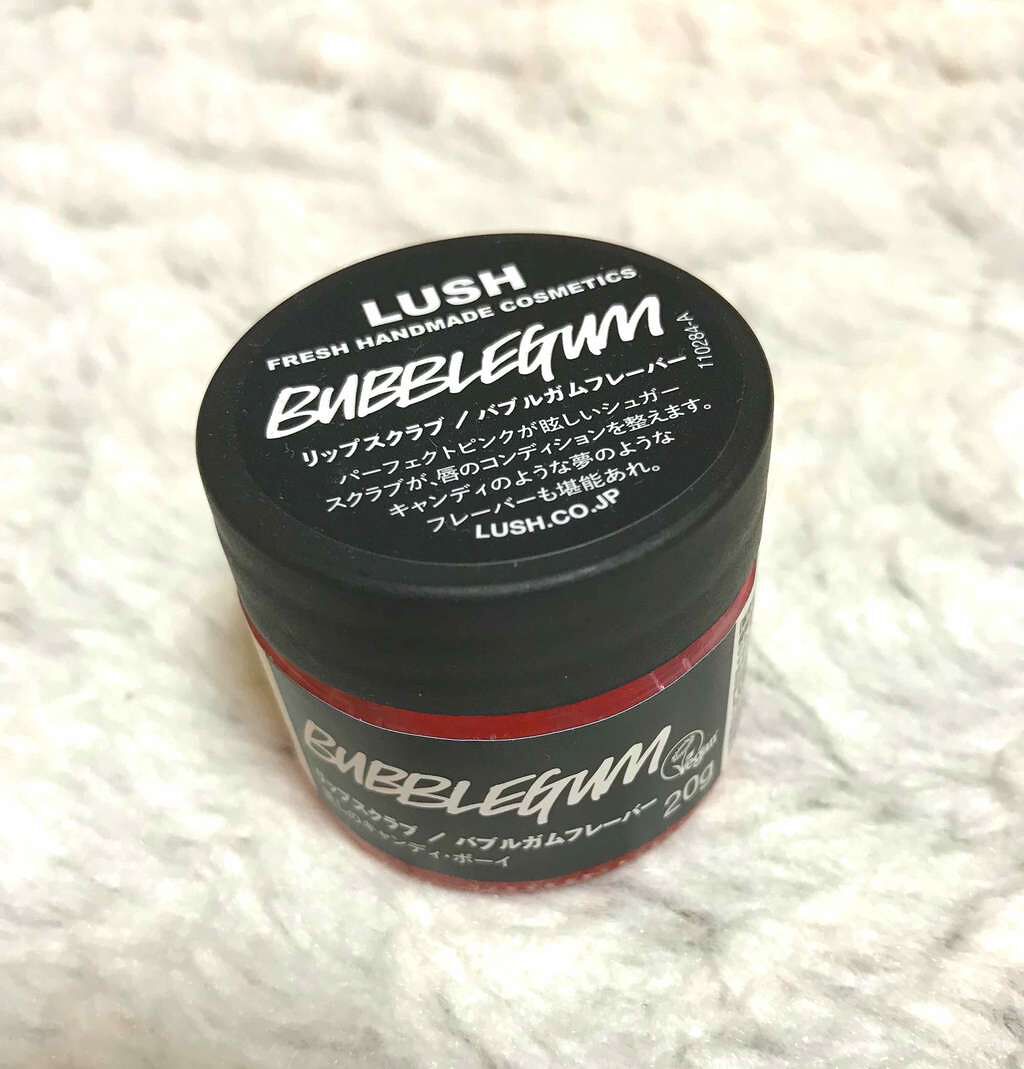 LUSH
FRESH HANDMADE COSMETICS
BUBBLEGUM
110284-A
リップスクラブ / バブルガムフレーバー
パーフェクトピンクが眩しいシュガー
スクラブが、唇のコンディションを整えます。
キャンディのような夢のような
フレーバーも堪能あれ。
LUSH.CO.JP
BUBBLEGUM
Vegan
リップスクラブ / バブルガムフレーバー
20g
のキャンディ・ボーイ